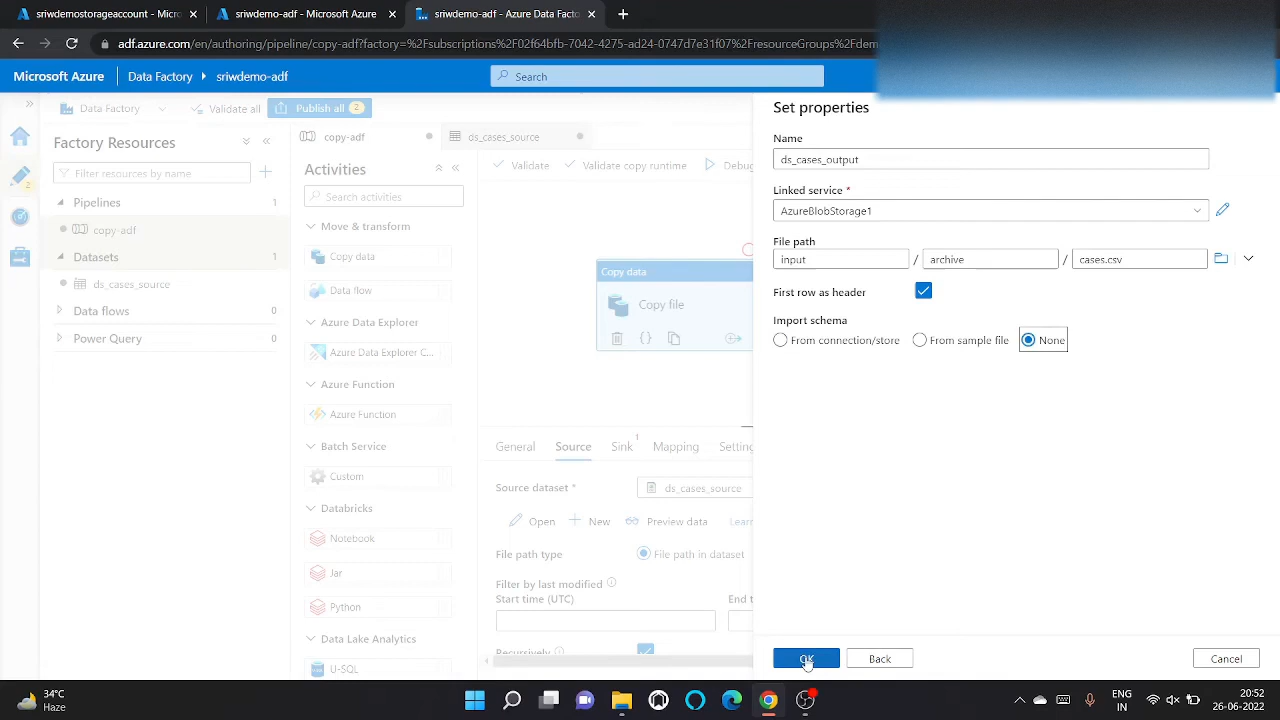 sriwdemostorageaccount - Micros
sriwdemo-adf - Microsoft Azure
sriwdemo-adf - Azure Data Facto
adf.azure.com/en/authoring/pipeline/copy-adf?factory=%2Fsubscriptions%2F02f64bfb-7042-4275-ad24-0747d7e31f07%2FresourceGroups%2Fdem
Microsoft Azure
Data Factory
sriwdemo-adf
Search
Data Factory
Validate all
Publish all 2
Factory Resources
Filter resources by name
Pipelines 1
copy-adf
Datasets 1
ds_cases_source
Data flows 0
Power Query 0
2
copy-adf
ds_cases_source
Activities
Search activities
Move & transform
Copy data
Data flow
Azure Data Explorer
Azure Data Explorer C...
Azure Function
Azure Function
Batch Service
Custom
Databricks
Notebook
Jar
Python
Data Lake Analytics
U-SQL
Validate
Validate copy runtime
Debug
Copy data
Copy file
General
Source
Sink 1
Mapping
Settin
Source dataset *
ds_cases_source
Open
New
Preview data
Learn
File path type
File path in dataset
Filter by last modified
Start time (UTC)
End t
Recursively
Set properties
Name
ds_cases_output
Linked service *
AzureBlobStorage1
File path
input / archive / cases.csv
First row as header
Import schema
From connection/store
From sample file
None
OK
Back
Cancel
34°C
Haze
ENG
IN
20:52
26-06-2022